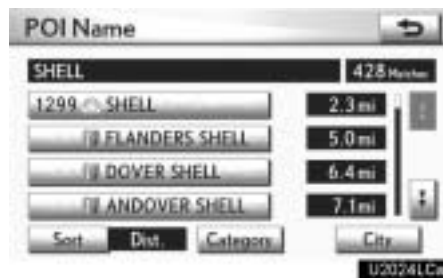 POI Name
SHELL 428 Matches
1299 SHELL 2.3 mi
FLANDERS SHELL 5.0 mi
DOVER SHELL 6.4 mi
ANDOVER SHELL 7.1 mi
Sort Dist. Category City
U2024LC